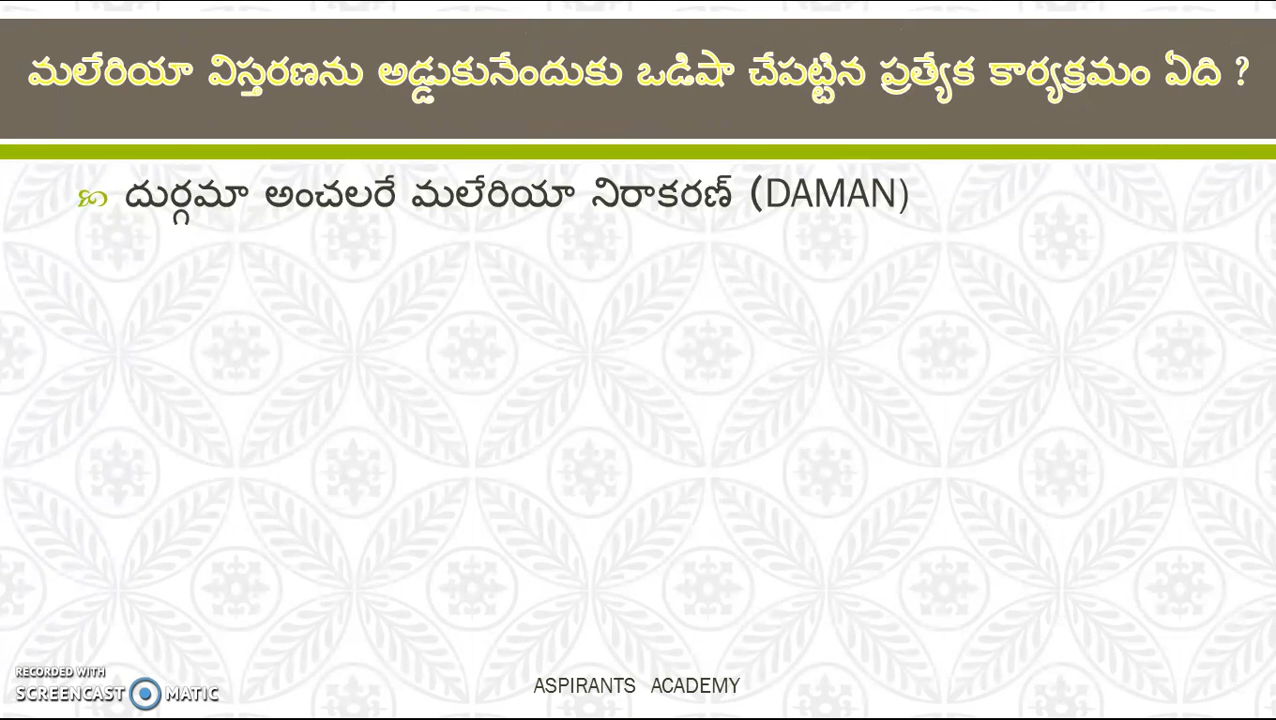 మలేరియా విస్తరణను అడ్డుకునేందుకు ఒడిషా చేపట్టిన ప్రత్యేక కార్యక్రమం ఏది ?
దుర్గమా అంచలరే మలేరియా నిరాకరణ్ (DAMAN)
RECORDED WITH
SCREENCAST MATIC
ASPIRANTS ACADEMY